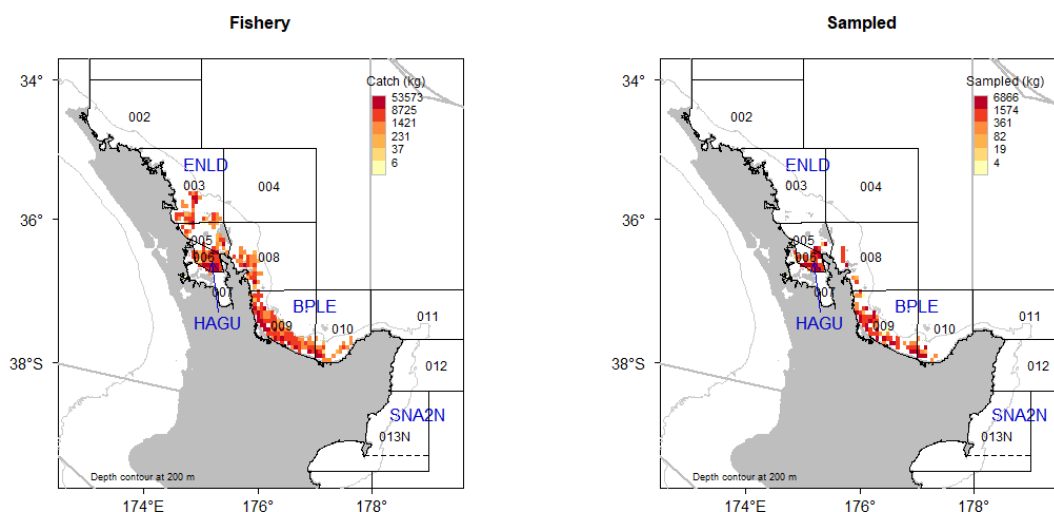 Fishery
34°
36°
38°S
Catch (kg)
53573
8725
1421
231
37
6
002
ENLD
003
004
005
006
008
00
BPLE
HAGU
009
010
011
012
SNA2N
013N
Depth contour at 200 m
174°E
176°
178°
Sampled
34°
36°
38°S
Sampled (kg)
6866
1574
361
82
19
4
002
ENLD
003
004
005
006
008
00
BPLE
HAGU
009
010
011
012
SNA2N
013N
Depth contour at 200 m
174°E
176°
178°